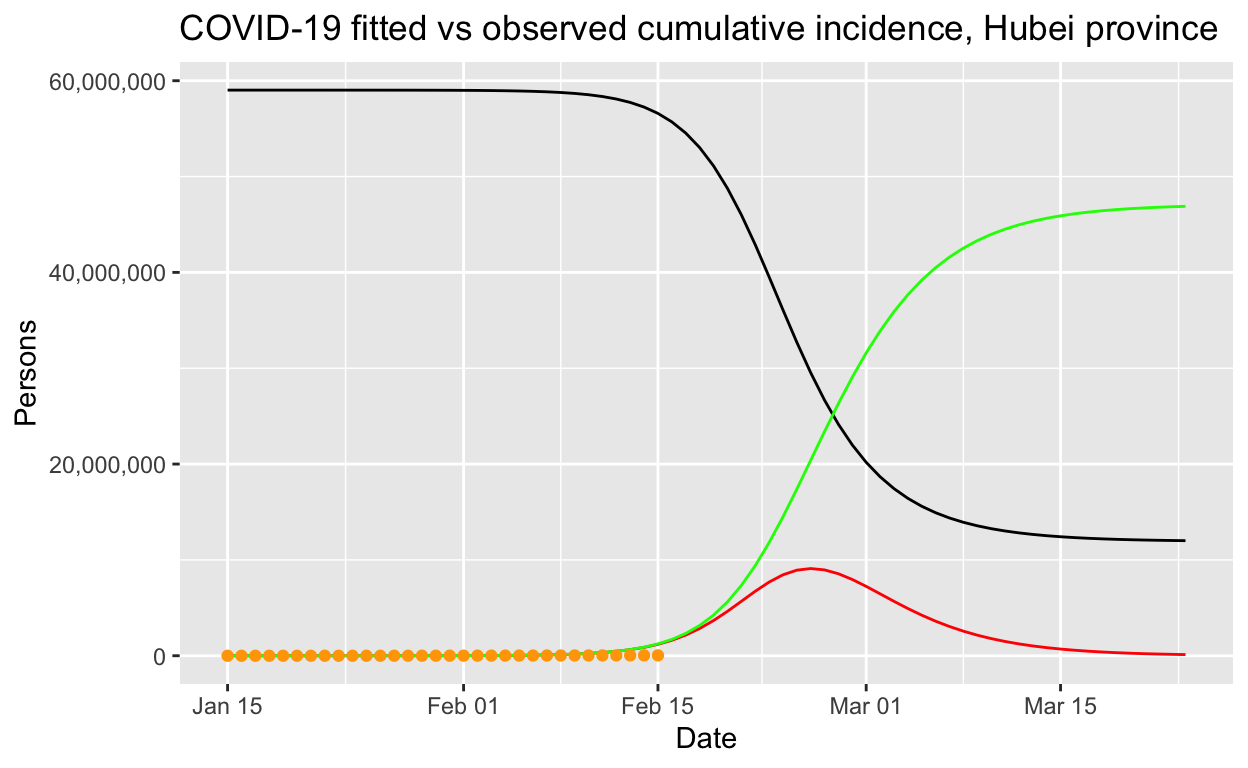 COVID-19 fitted vs observed cumulative incidence, Hubei province
60,000,000
40,000,000
20,000,000
0
Persons
Jan 15
Feb 01
Feb 15
Mar 01
Mar 15
Date